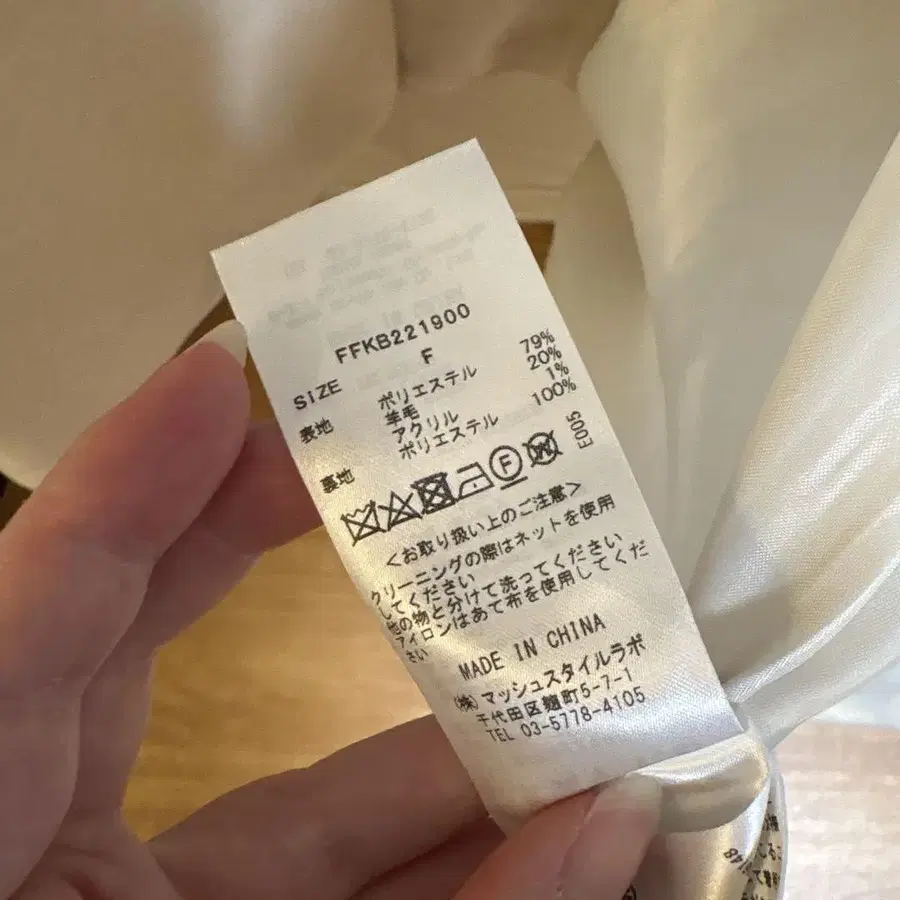 FFKB221900
SIZE F
表地 ポリエステル 79%
羊毛 20%
アクリル 1%
裏地 ポリエステル 100%
F W E005
<お取り扱い上のご注意>
クリーニングの際はネットを使用
してください
他の物と分けて洗ってください
アイロンはあて布を使用してくだ
さい
MADE IN CHINA
(株)マッシュスタイルラボ
千代田区麹町5-7-1
TEL 03-5778-4105